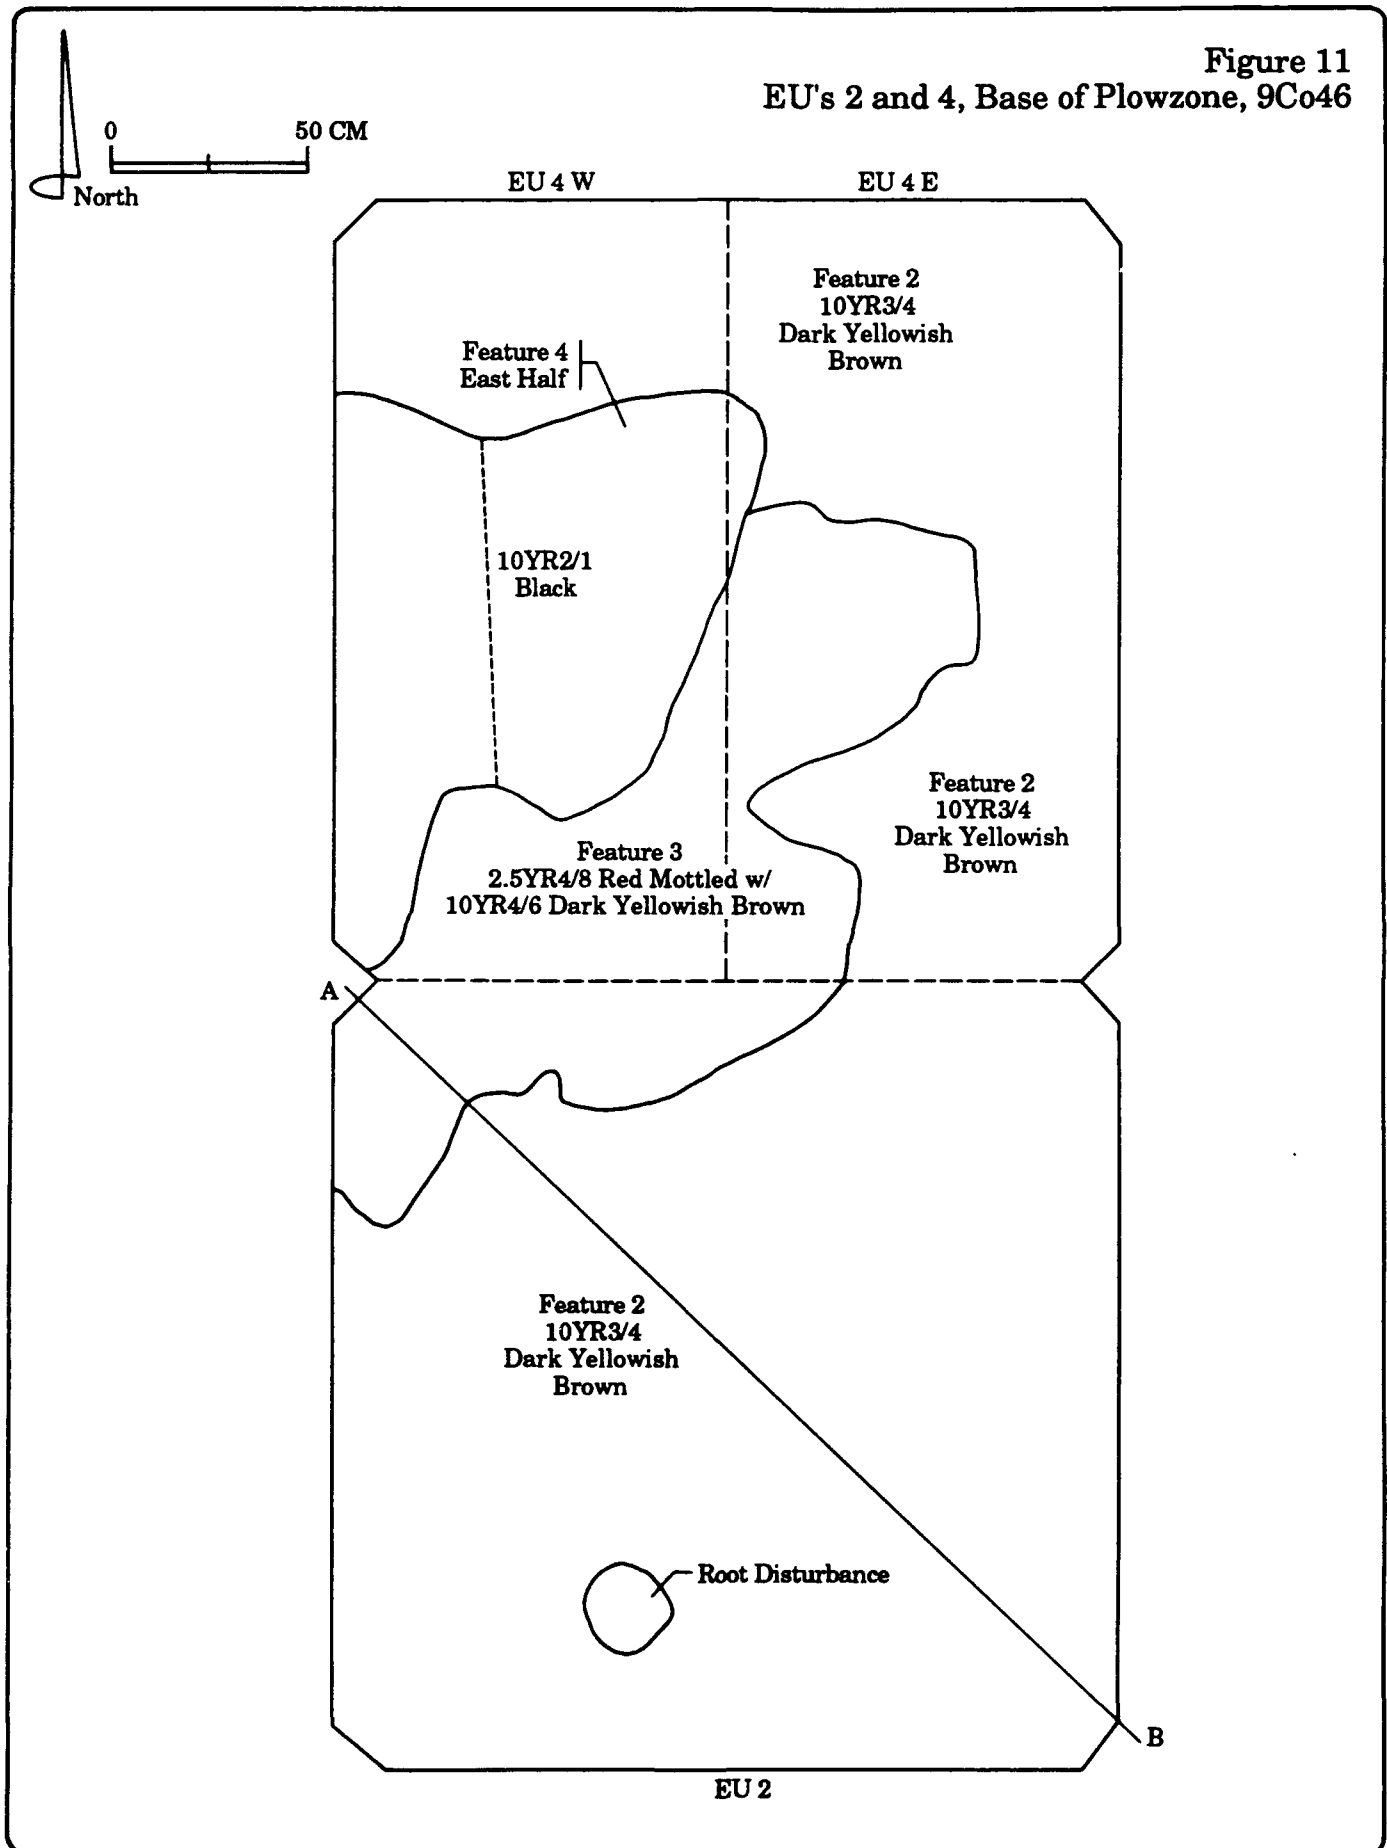 Figure 11
EU's 2 and 4, Base of Plowzone, 9Co46
0 50 CM
North
EU 4 W
EU 4 E
Feature 2
10YR3/4
Dark Yellowish
Brown
Feature 4
East Half
10YR2/1
Black
Feature 2
10YR3/4
Dark Yellowish
Brown
Feature 3
2.5YR4/8 Red Mottled w/
10YR4/6 Dark Yellowish Brown
A
Feature 2
10YR3/4
Dark Yellowish
Brown
Root Disturbance
B
EU 2